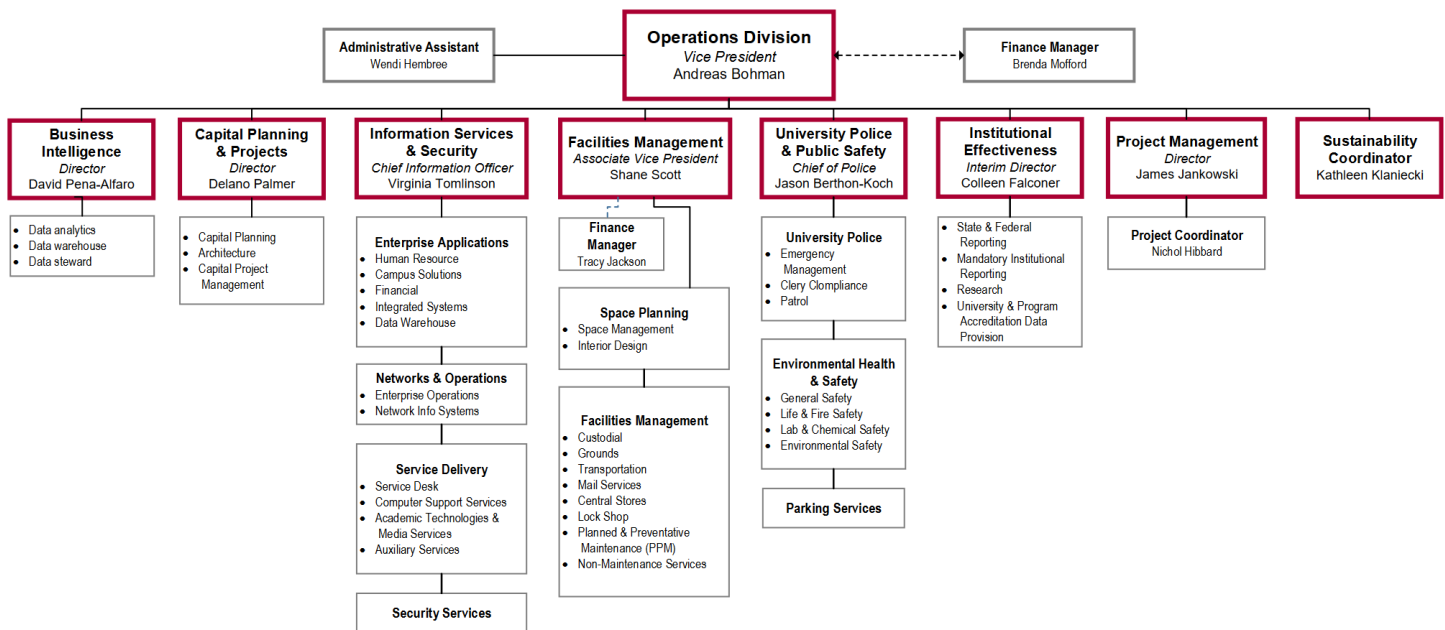 Operations Division
Vice President
Andreas Bohman
Administrative Assistant
Wendi Hembree
Finance Manager
Brenda Mofford
Business
Intelligence
Director
David Pena-Alfaro
• Data analytics
• Data warehouse
• Data steward
Capital Planning
& Projects
Director
Delano Palmer
• Capital Planning
• Architecture
• Capital Project
Management
Information Services
& Security
Chief Information Officer
Virginia Tomlinson
Enterprise Applications
• Human Resource
• Campus Solutions
• Financial
• Integrated Systems
• Data Warehouse
Networks & Operations
• Enterprise Operations
• Network Info Systems
Service Delivery
• Service Desk
• Computer Support Services
• Academic Technologies &
Media Services
• Auxiliary Services
Security Services
Facilities Management
Associate Vice President
Shane Scott
Finance
Manager
Tracy Jackson
Space Planning
• Space Management
• Interior Design
Facilities Management
• Custodial
• Grounds
• Transportation
• Mail Services
• Central Stores
• Lock Shop
• Planned & Preventative
Maintenance (PPM)
• Non-Maintenance Services
University Police
& Public Safety
Chief of Police
Jason Berthon-Koch
University Police
• Emergency
Management
• Clery Clompliance
• Patrol
Environmental Health
& Safety
• General Safety
• Life & Fire Safety
• Lab & Chemical Safety
• Environmental Safety
Parking Services
Institutional
Effectiveness
Interim Director
Colleen Falconer
• State & Federal
Reporting
• Mandatory Institutional
Reporting
• Research
• University & Program
Accreditation Data
Provision
Project Management
Director
James Jankowski
Project Coordinator
Nichol Hibbard
Sustainability
Coordinator
Kathleen Klaniecki